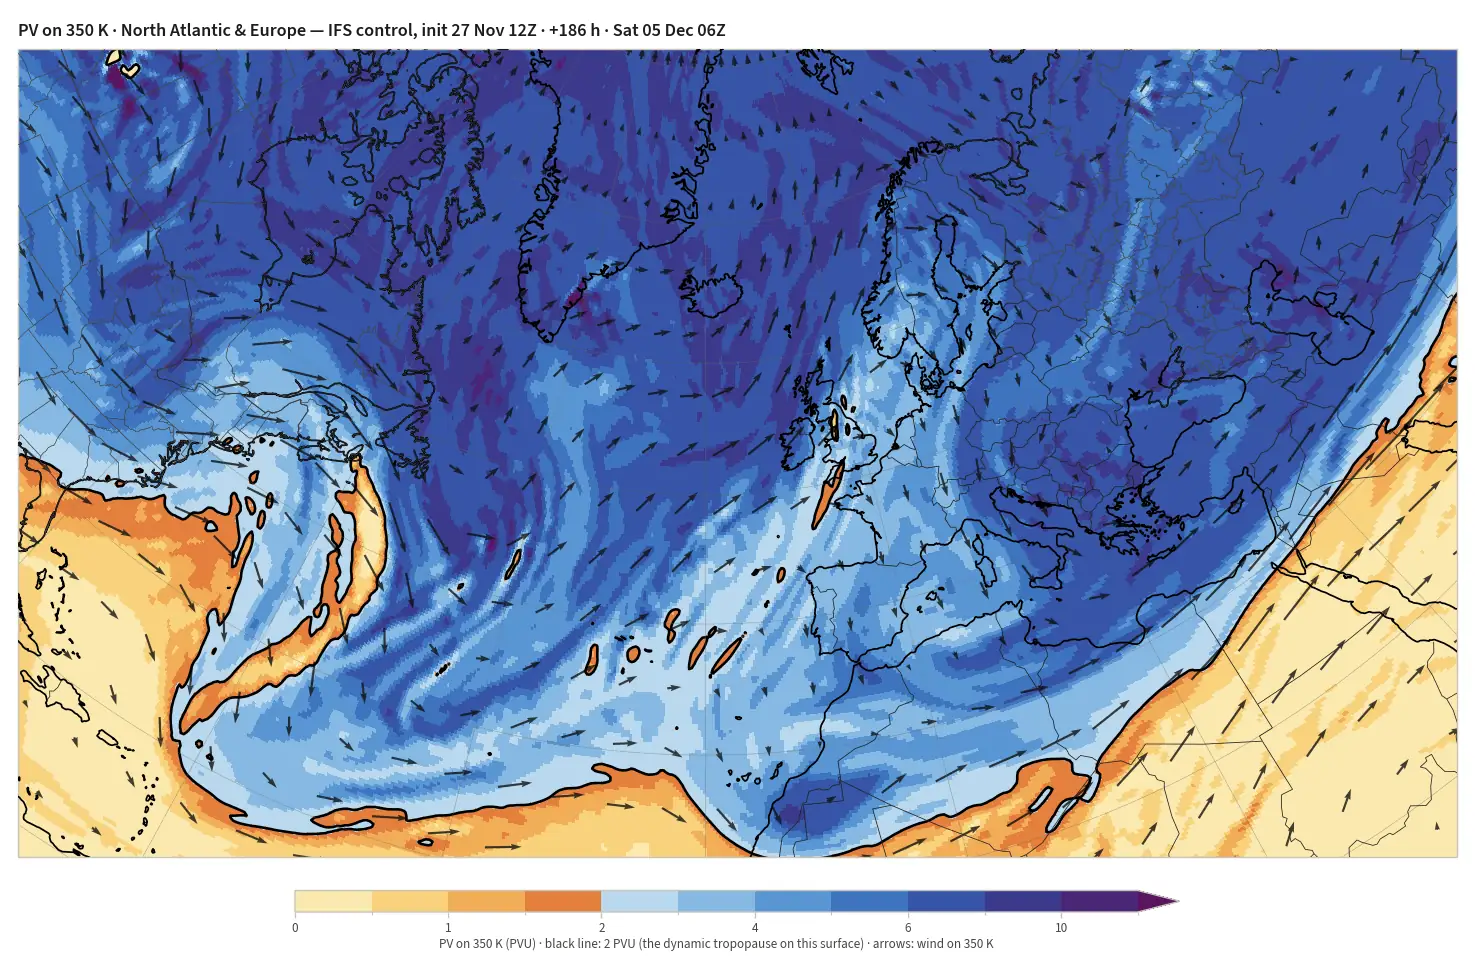 PV on 350 K · North Atlantic & Europe — IFS control, init 27 Nov 12Z · +186 h · Sat 05 Dec 06Z
0 1 2 4 6 10
PV on 350 K (PVU) · black line: 2 PVU (the dynamic tropopause on this surface) · arrows: wind on 350 K